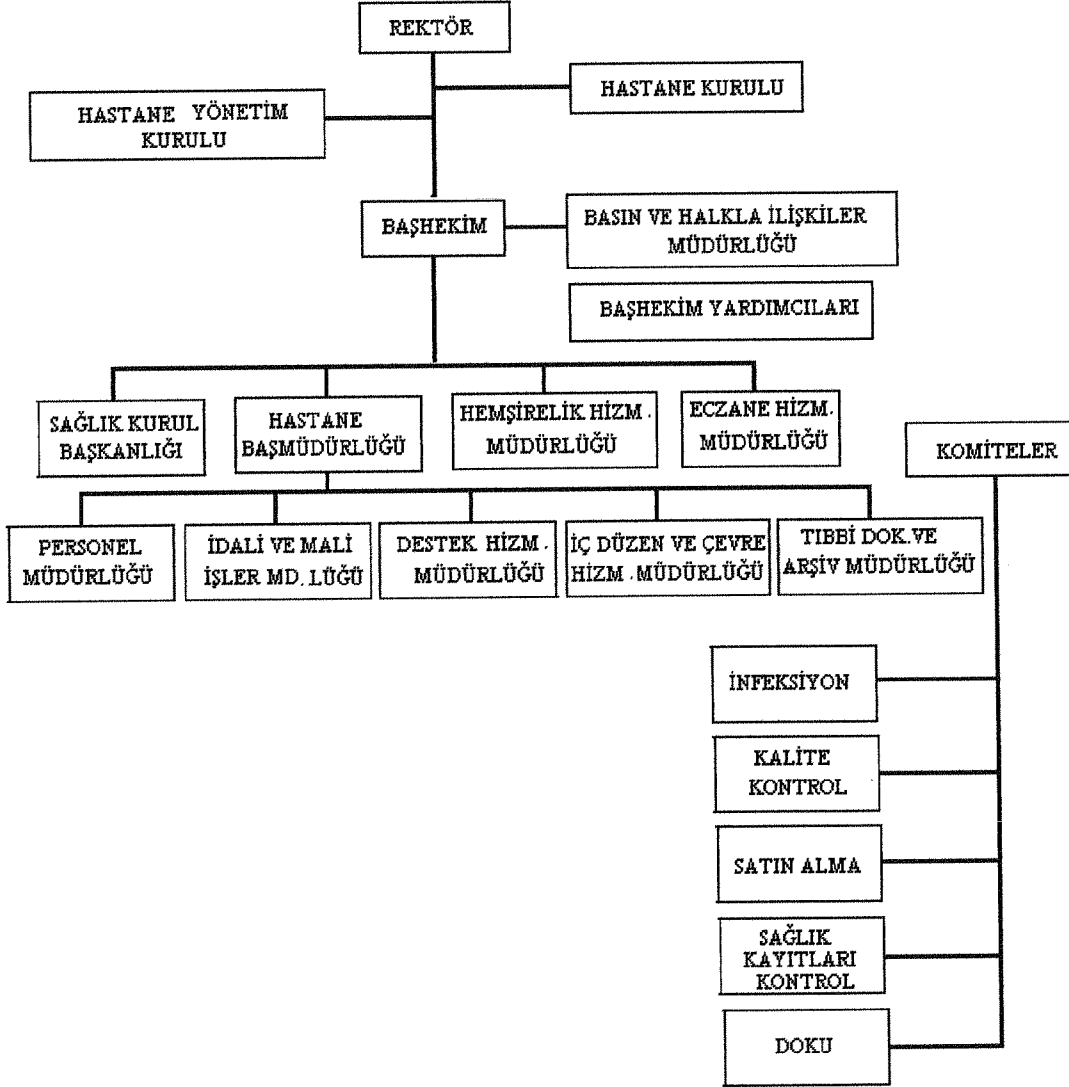 REKTÖR
HASTANE KURULU
HASTANE YÖNETİM
KURULU
BAŞHEKİM
BASIN VE HALKLA İLİŞKİLER
MÜDÜRLÜĞÜ
BAŞHEKİM YARDIMCILARI
SAĞLIK KURUL
BAŞKANLIĞI
HASTANE
BAŞMÜDÜRLÜĞÜ
HEMŞİRELİK HİZM.
MÜDÜRLÜĞÜ
ECZANE HİZM.
MÜDÜRLÜĞÜ
KOMİTELER
PERSONEL
MÜDÜRLÜĞÜ
İDALİ VE MALİ
İŞLER MD. LÜĞÜ
DESTEK HİZM.
MÜDÜRLÜĞÜ
İÇ DÜZEN VE ÇEVRE
HİZM. MÜDÜRLÜĞÜ
TIBBİ DOK.VE
ARŞİV MÜDÜRLÜĞÜ
İNFEKSİYON
KALİTE
KONTROL
SATIN ALMA
SAĞLIK
KAYITLARI
KONTROL
DOKU